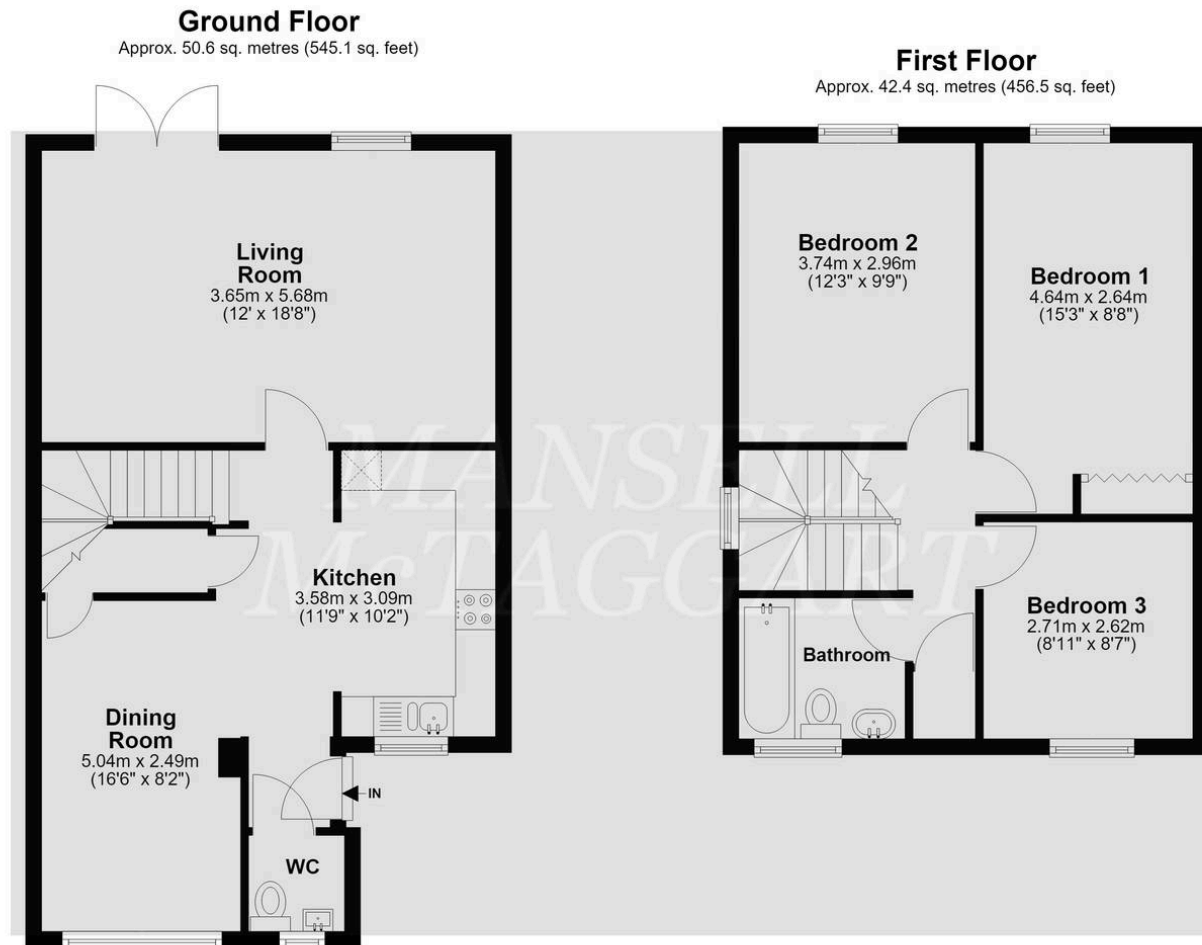 Ground Floor
Approx. 50.6 sq. metres (545.1 sq. feet)
Living
Room
3.65m x 5.68m
(12' x 18'8")
Kitchen
3.58m x 3.09m
(11'9" x 10'2")
Dining
Room
5.04m x 2.49m
(16'6" x 8'2")
IN
WC
First Floor
Approx. 42.4 sq. metres (456.5 sq. feet)
Bedroom 2
3.74m x 2.96m
(12'3" x 9'9")
Bedroom 1
4.64m x 2.64m
(15'3" x 8'8")
Bedroom 3
2.71m x 2.62m
(8'11" x 8'7")
Bathroom
MANSELL
McTAGGART